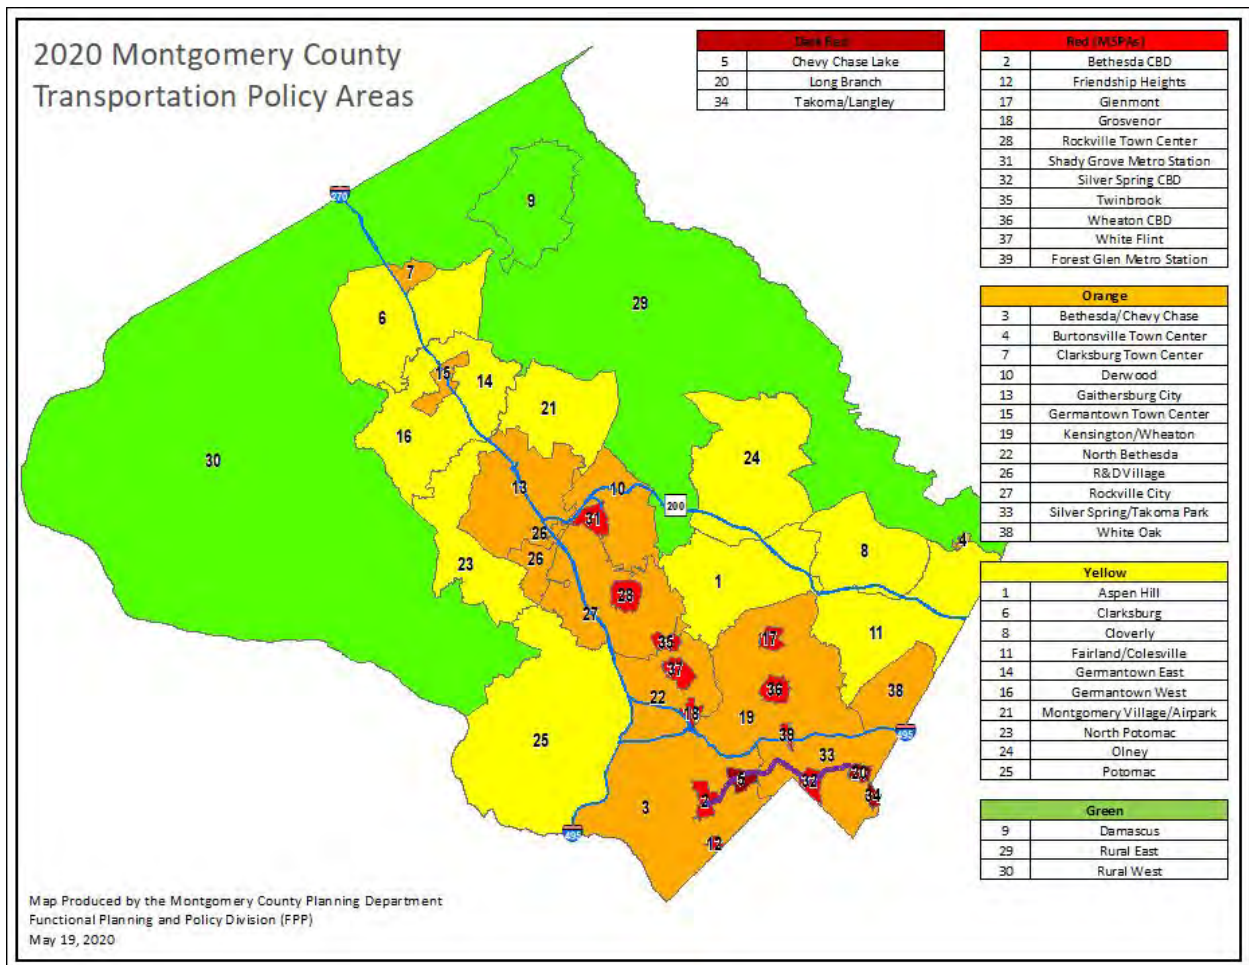 2020 Montgomery County
Transportation Policy Areas
Dark Red
5 Chevy Chase Lake
20 Long Branch
34 Takoma/Langley
Red (MSPAs)
2 Bethesda CBD
12 Friendship Heights
17 Glenmont
18 Grosvenor
28 Rockville Town Center
31 Shady Grove Metro Station
32 Silver Spring CBD
35 Twinbrook
36 Wheaton CBD
37 White Flint
39 Forest Glen Metro Station
Orange
3 Bethesda/Chevy Chase
4 Burtonsville Town Center
7 Clarksburg Town Center
10 Derwood
13 Gaithersburg City
15 Germantown Town Center
19 Kensington/Wheaton
22 North Bethesda
26 R&D Village
27 Rockville City
33 Silver Spring/Takoma Park
38 White Oak
Yellow
1 Aspen Hill
6 Clarksburg
8 Cloverly
11 Fairland/Colesville
14 Germantown East
16 Germantown West
21 Montgomery Village/Airpark
23 North Potomac
24 Olney
25 Potomac
Green
9 Damascus
29 Rural East
30 Rural West
270
9
7
29
6
15
14
21
16
30
24
13
10
200
31
26
4
8
26
23
1
28
27
11
35
17
37
36
38
22
18
19
39
25
33
495
5
32
20
2
34
3
12
495
Map Produced by the Montgomery County Planning Department
Functional Planning and Policy Division (FPP)
May 19, 2020